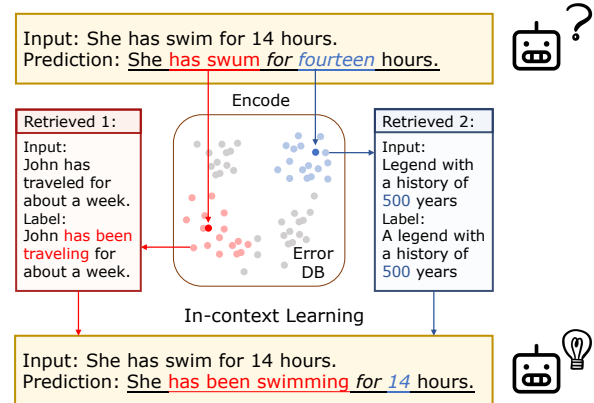 Input: She has swim for 14 hours.
Prediction: She has swum for fourteen hours.
?
Encode
Retrieved 1:
Input:
John has
traveled for
about a week.
Label:
John has been
traveling for
about a week.
Error
DB
Retrieved 2:
Input:
Legend with
a history of
500 years
Label:
A legend with
a history of
500 years
In-context Learning
Input: She has swim for 14 hours.
Prediction: She has been swimming for 14 hours.